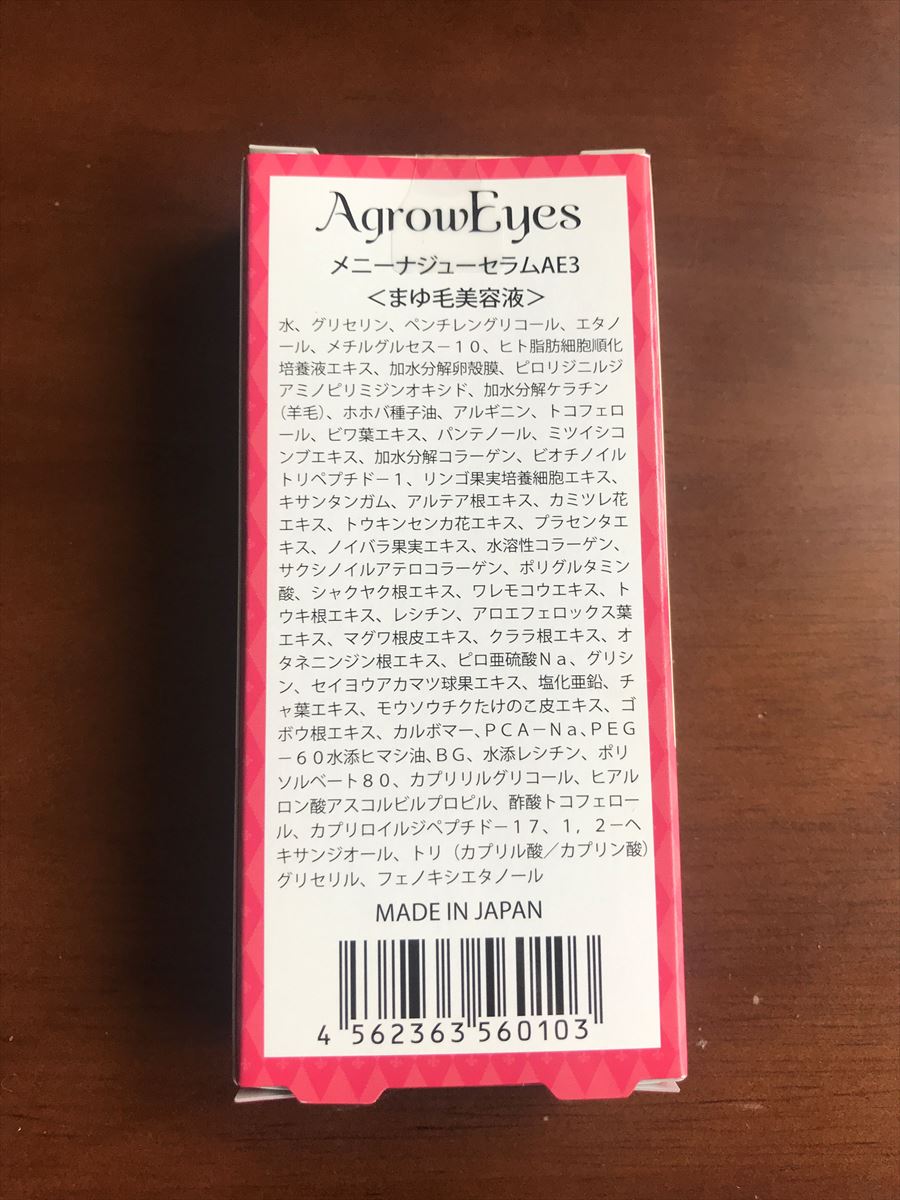 AgrowEyes
メニーナジューセラムAE3
＜まゆ毛美容液＞
水、グリセリン、ペンチレングリコール、エタノ
ール、メチルグルセス－１０、ヒト脂肪細胞順化
培養液エキス、加水分解卵殻膜、ピロリジニルジ
アミノピリミジンオキシド、加水分解ケラチン
（羊毛）、ホホバ種子油、アルギニン、トコフェロ
ール、ビワ葉エキス、パンテノール、ミツイシコ
ンブエキス、加水分解コラーゲン、ビオチノイル
トリペプチド－１、リンゴ果実培養細胞エキス、
キサンタンガム、アルテア根エキス、カミツレ花
エキス、トウキンセンカ花エキス、プラセンタエ
キス、ノイバラ果実エキス、水溶性コラーゲン、
サクシノイルアテロコラーゲン、ポリグルタミン
酸、シャクヤク根エキス、ワレモコウエキス、ト
ウキ根エキス、レシチン、アロエフェロックス葉
エキス、マグワ根皮エキス、クララ根エキス、オ
タネニンジン根エキス、ピロ亜硫酸Ｎａ、グリシ
ン、セイヨウアカマツ球果エキス、塩化亜鉛、チ
ャ葉エキス、モウソウチクたけのこ皮エキス、ゴ
ボウ根エキス、カルボマー、ＰＣＡ－Ｎａ、ＰＥＧ
－６０水添ヒマシ油、ＢＧ、水添レシチン、ポリ
ソルベート８０、カプリリルグリコール、ヒアル
ロン酸アスコルビルプロピル、酢酸トコフェロー
ル、カプロイルジペプチド－１７、１，２－ヘ
キサンジオール、トリ（カプリル酸／カプリン酸）
グリセリル、フェノキシエタノール
MADE IN JAPAN
4 562363 560103